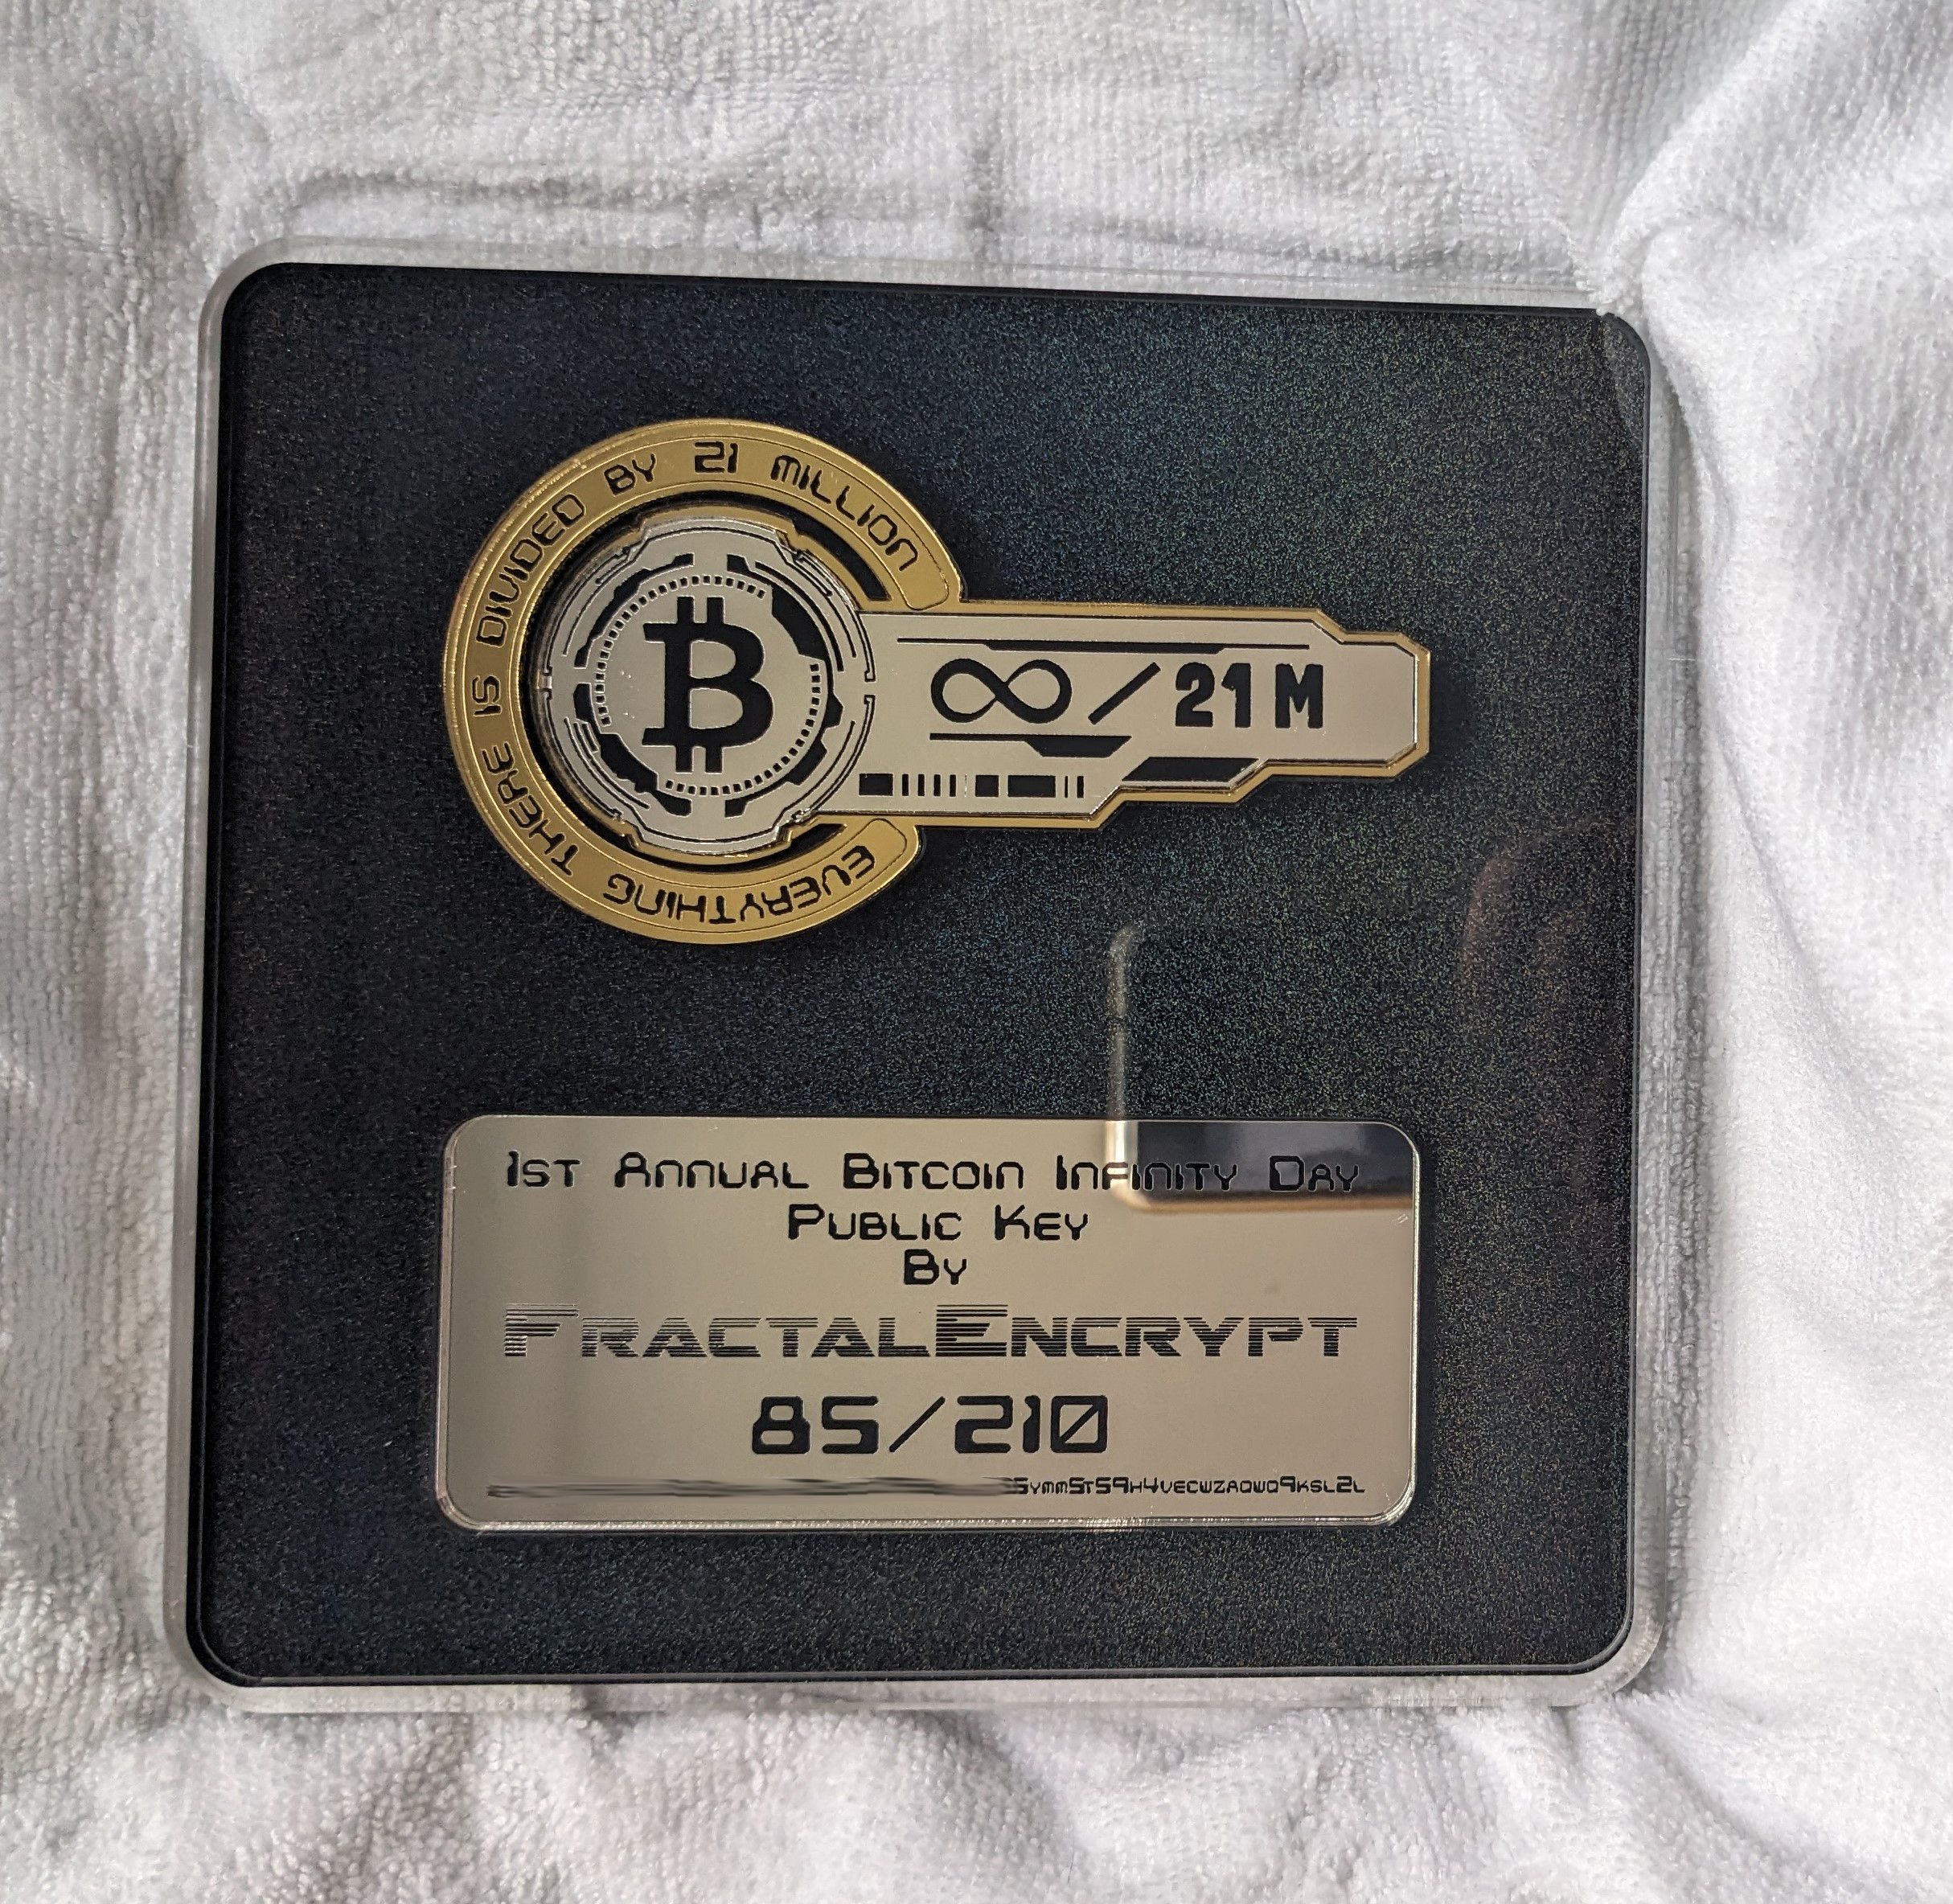 EVERYTHING THERE IS DIVIDED BY 21 MILLION
₿
∞/21M
1st Annual Bitcoin Infinity Day
Public Key
By
FractalEncrypt
85/210